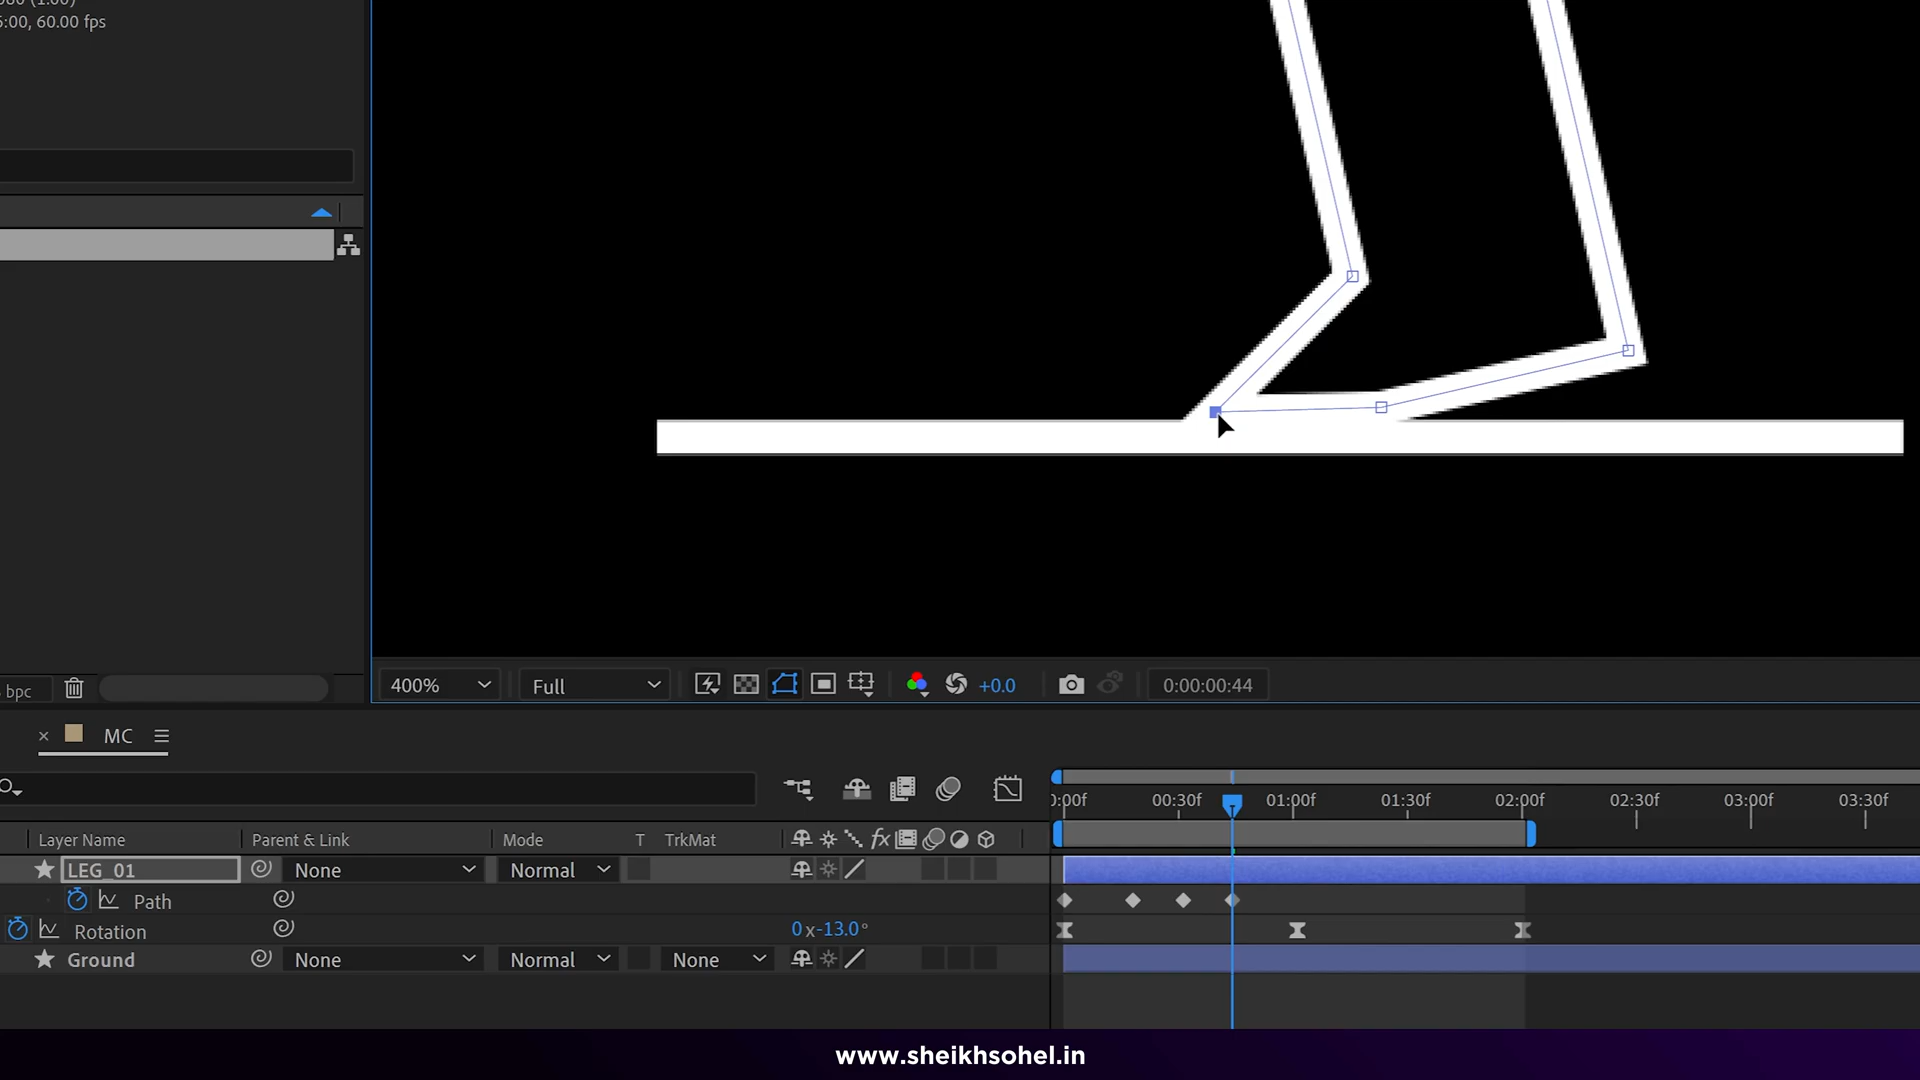 5:00, 60.00 fps
bpc
400%
Full
+0.0
0:00:00:44
× MC
0:00f 00:30f 01:00f 01:30f 02:00f 02:30f 03:00f 03:30f
Layer Name Parent & Link Mode T TrkMat fx
LEG_01 None Normal
Path
Rotation 0x-13.0°
Ground None Normal None
www.sheikhsohel.in